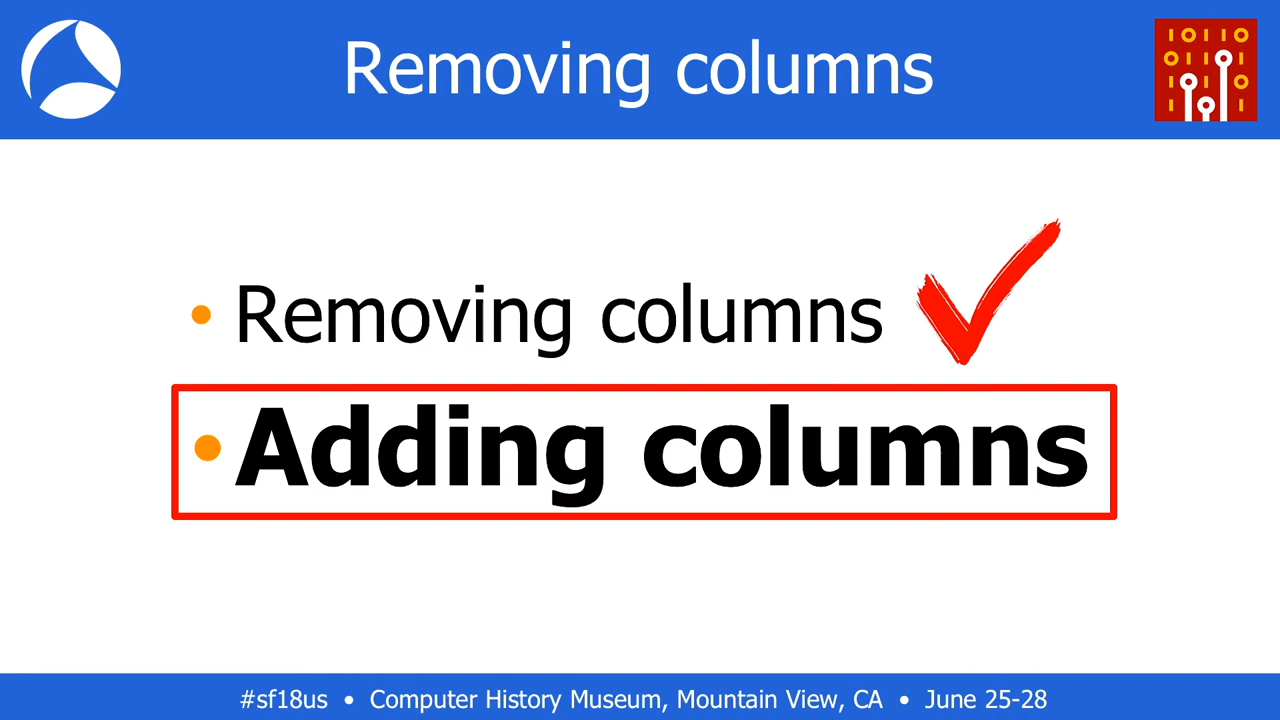 Removing columns
• Removing columns
• Adding columns
#sf18us • Computer History Museum, Mountain View, CA • June 25-28